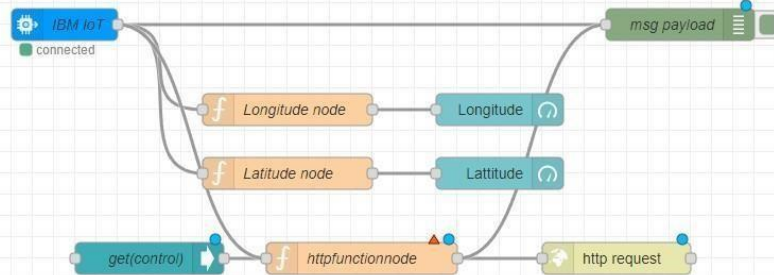 IBM IoT
msg payload
connected
Longitude node
Longitude
Latitude node
Lattitude
get(control)
httpfunctionnode
http request